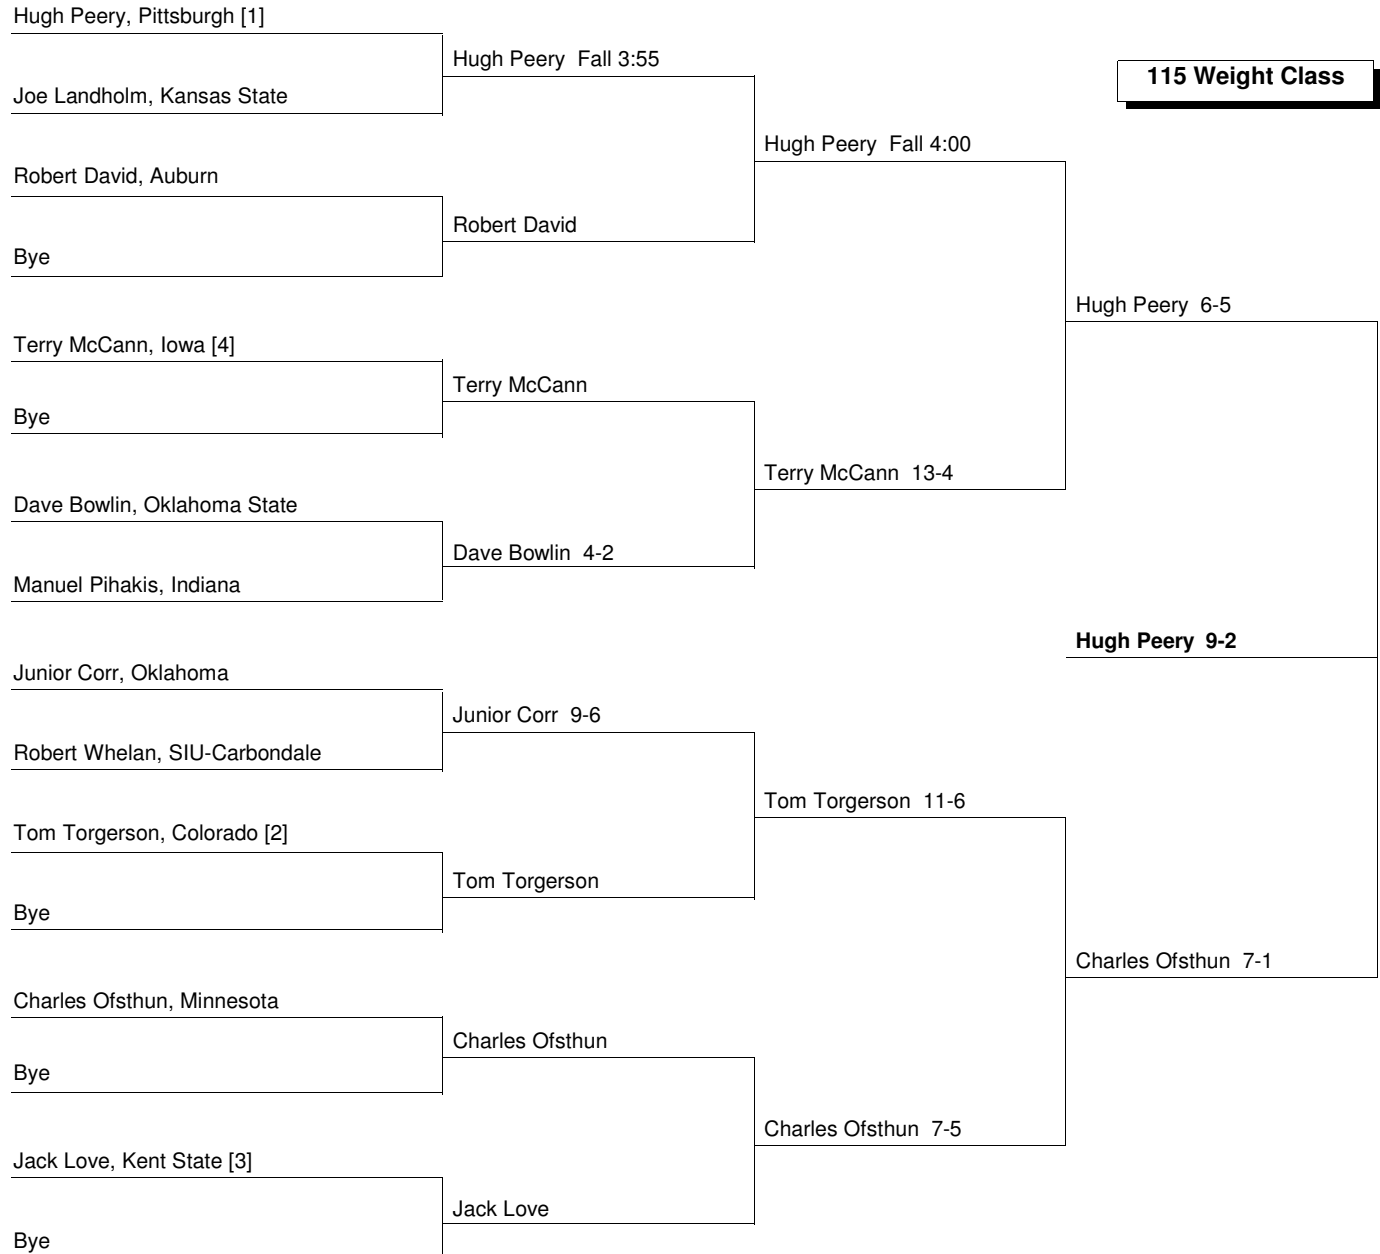 Hugh Peery, Pittsburgh [1]
Hugh Peery  Fall 3:55
115 Weight Class
Joe Landholm, Kansas State
Hugh Peery  Fall 4:00
Robert David, Auburn
Robert David
Bye
Hugh Peery  6-5
Terry McCann, Iowa [4]
Terry McCann
Bye
Terry McCann  13-4
Dave Bowlin, Oklahoma State
Dave Bowlin  4-2
Manuel Pihakis, Indiana
Hugh Peery  9-2
Junior Corr, Oklahoma
Junior Corr  9-6
Robert Whelan, SIU-Carbondale
Tom Torgerson  11-6
Tom Torgerson, Colorado [2]
Tom Torgerson
Bye
Charles Ofsthun  7-1
Charles Ofsthun, Minnesota
Charles Ofsthun
Bye
Charles Ofsthun  7-5
Jack Love, Kent State [3]
Jack Love
Bye